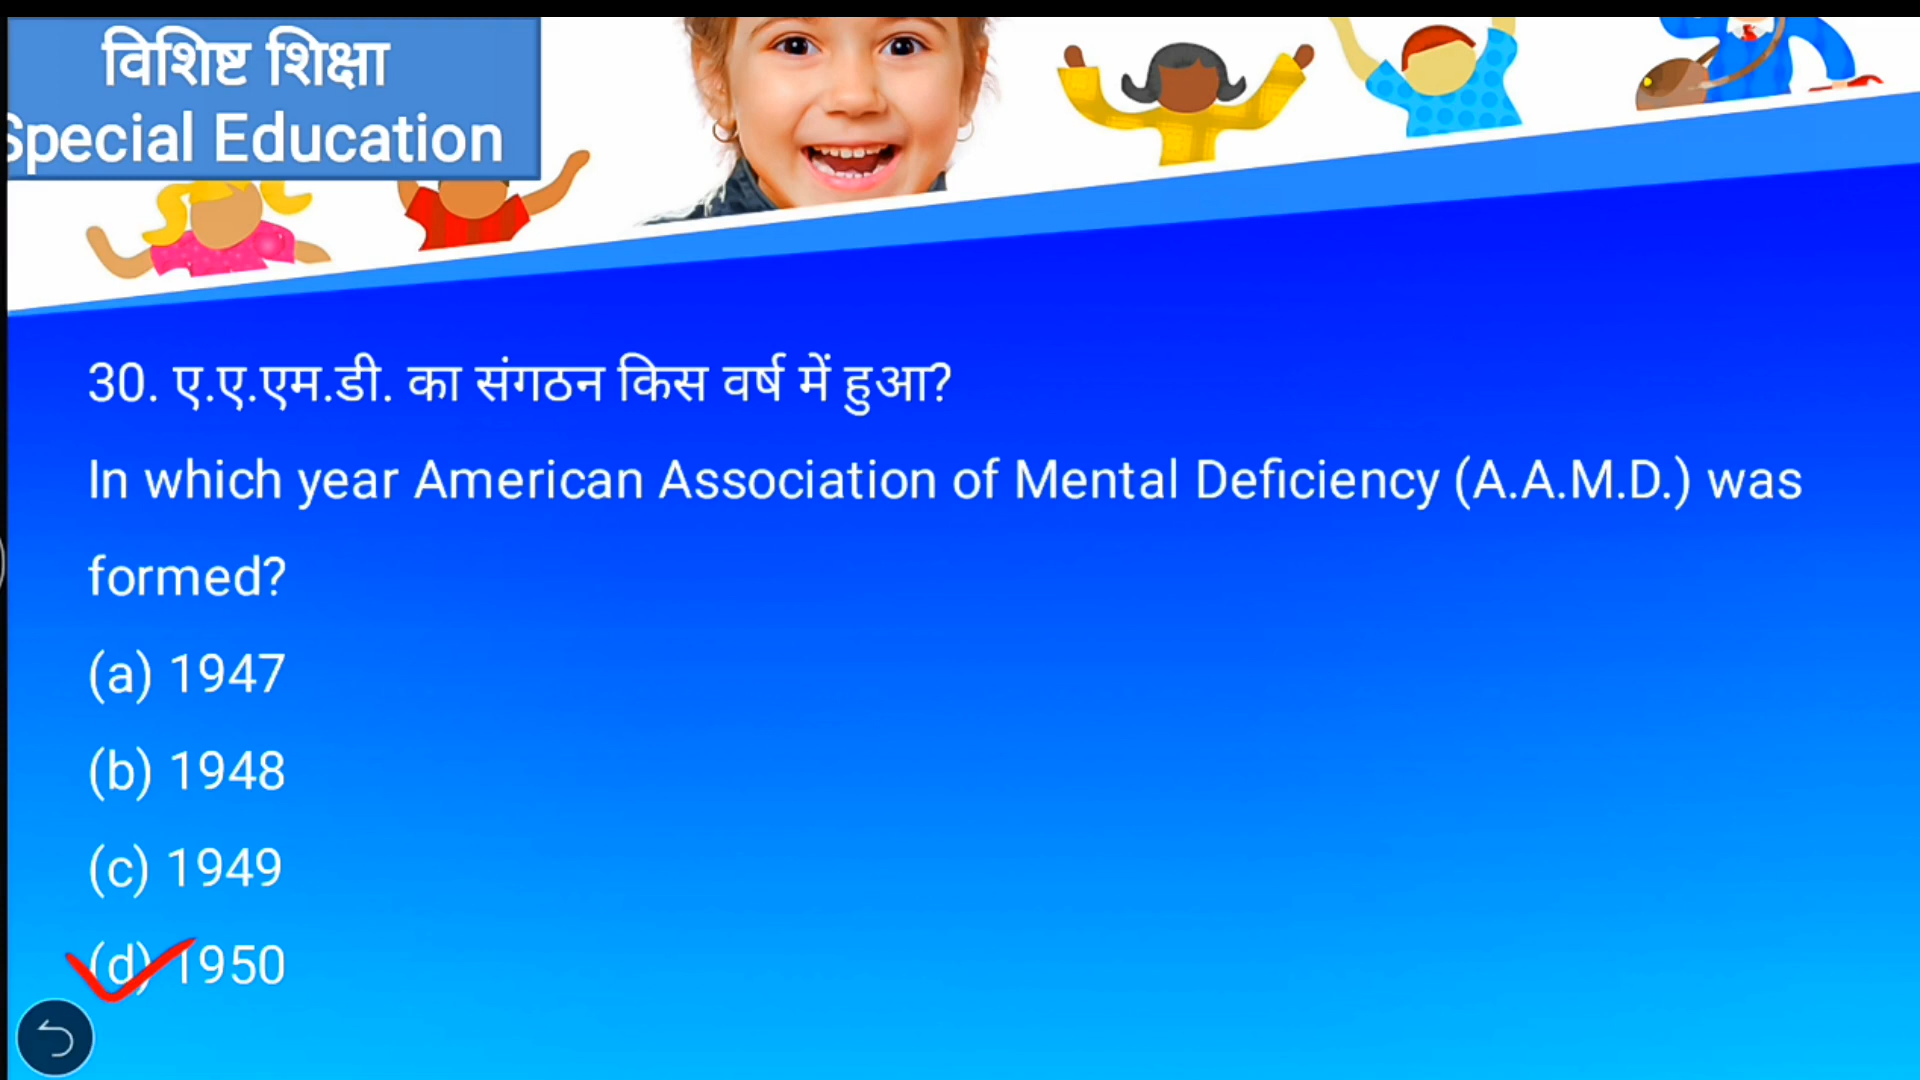 विशिष्ट शिक्षा
Special Education
30. ए.ए.एम.डी. का संगठन किस वर्ष में हुआ?
In which year American Association of Mental Deficiency (A.A.M.D.) was
formed?
(a) 1947
(b) 1948
(c) 1949
(d) 1950